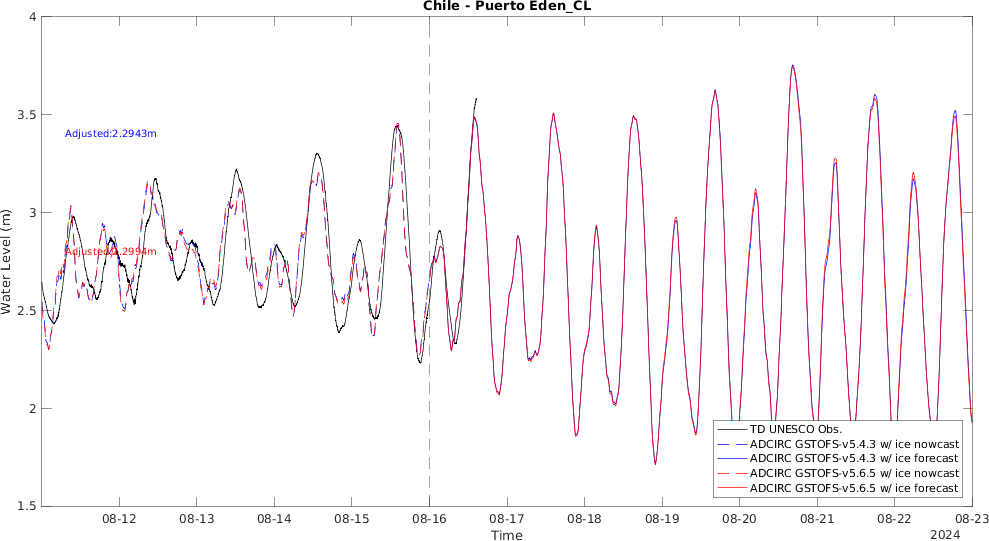 Chile - Puerto Eden_CL
4
3.5
3
2.5
2
1.5
Water Level (m)
Adjusted:2.2943m
Adjusted:2.2994m
TD UNESCO Obs.
ADCIRC GSTOFS-v5.4.3 w/ ice nowcast
ADCIRC GSTOFS-v5.4.3 w/ ice forecast
ADCIRC GSTOFS-v5.6.5 w/ ice nowcast
ADCIRC GSTOFS-v5.6.5 w/ ice forecast
08-12 08-13 08-14 08-15 08-16 08-17 08-18 08-19 08-20 08-21 08-22 08-23
Time
2024